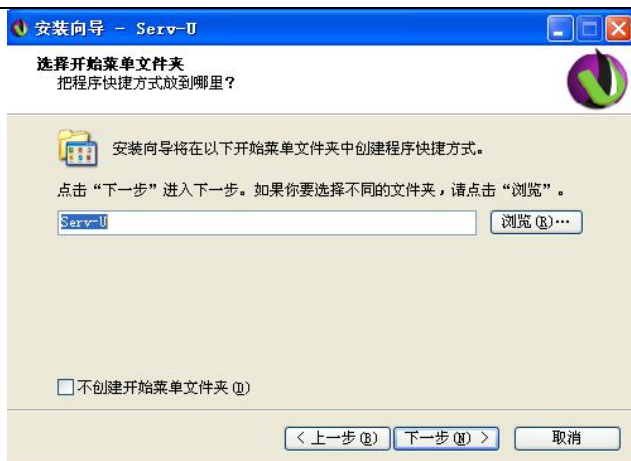 安装向导 - Serv-U
选择开始菜单文件夹
把程序快捷方式放到哪里?
安装向导将在以下开始菜单文件夹中创建程序快捷方式。
点击“下一步”进入下一步。如果你要选择不同的文件夹,请点击“浏览”。
Serv-U
浏览(R)…
不创建开始菜单文件夹(D)
< 上一步(B) 下一步(N) > 取消